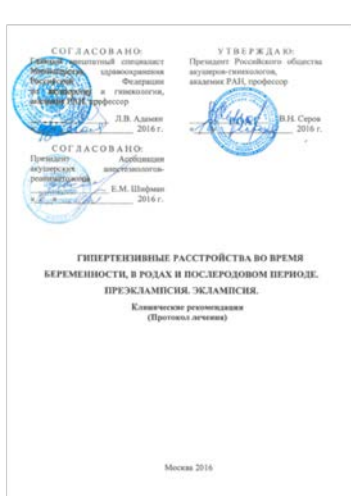 СОГЛАСОВАНО:
Главный внештатный специалист
Министерства здравоохранения
Российской Федерации
по акушерству и гинекологии,
академик РАН, профессор
Л.В. Адамян
2016 г.
СОГЛАСОВАНО:
Президент Ассоциации
акушерских анестезиологов-
реаниматологов
Е.М. Шифман
2016 г.
УТВЕРЖДАЮ:
Президент Российского общества
акушеров-гинекологов,
академик РАН, профессор
В.Н. Серов
2016 г.
ГИПЕРТЕНЗИВНЫЕ РАССТРОЙСТВА ВО ВРЕМЯ
БЕРЕМЕННОСТИ, В РОДАХ И ПОСЛЕРОДОВОМ ПЕРИОДЕ.
ПРЕЭКЛАМПСИЯ. ЭКЛАМПСИЯ.
Клинические рекомендации
(Протокол лечения)
Москва 2016